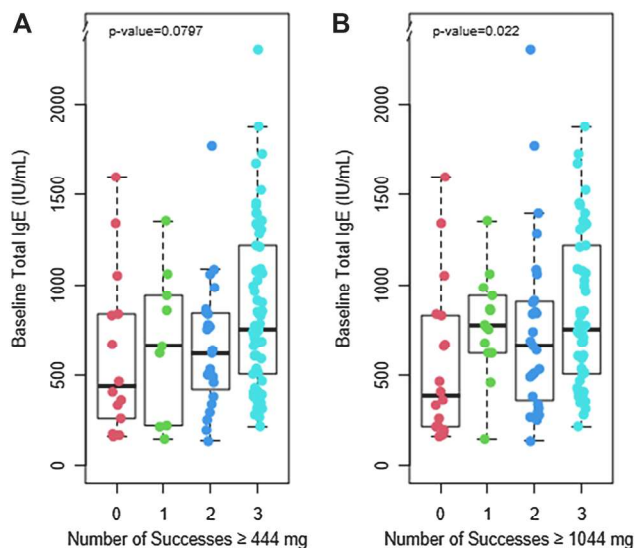 A
p-value=0.0797
Baseline Total IgE (IU/mL)
2000
1500
1000
500
0
0 1 2 3
Number of Successes ≥ 444 mg
B
p-value=0.022
Baseline Total IgE (IU/mL)
2000
1500
1000
500
0
0 1 2 3
Number of Successes ≥ 1044 mg